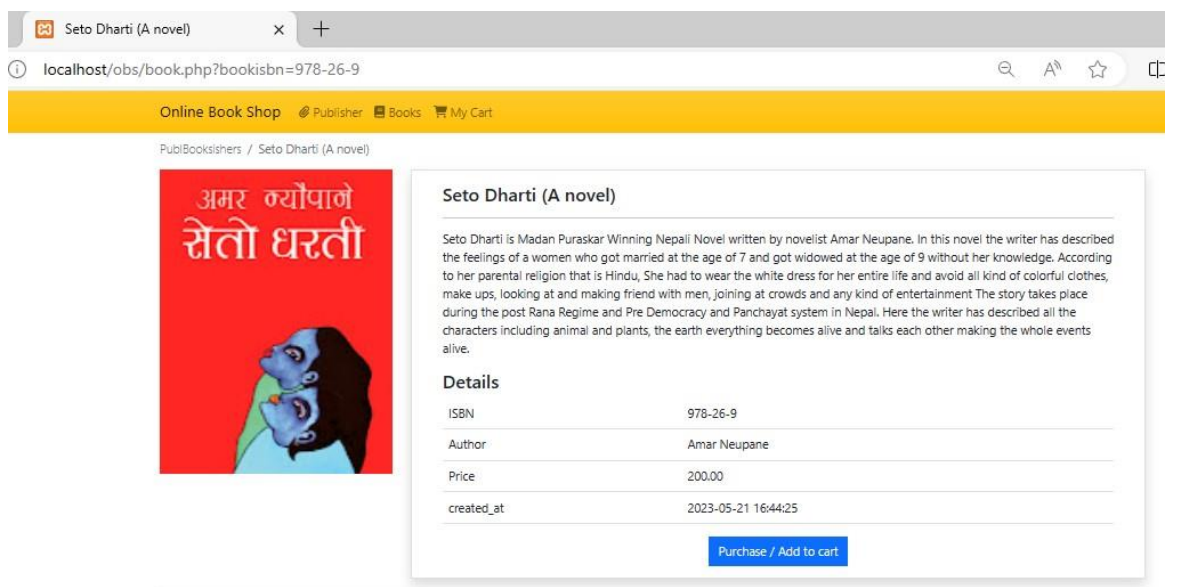 Seto Dharti (A novel)
localhost/obs/book.php?bookisbn=978-26-9
Online Book Shop Publisher Books My Cart
PublBooksishers / Seto Dharti (A novel)
अमर न्यौपाने
सेतो धरती
Seto Dharti (A novel)
Seto Dharti is Madan Puraskar Winning Nepali Novel written by novelist Amar Neupane. In this novel the writer has described
the feelings of a women who got married at the age of 7 and got widowed at the age of 9 without her knowledge. According
to her parental religion that is Hindu, She had to wear the white dress for her entire life and avoid all kind of colorful clothes,
make ups, looking at and making friend with men, joining at crowds and any kind of entertainment The story takes place
during the post Rana Regime and Pre Democracy and Panchayat system in Nepal. Here the writer has described all the
characters including animal and plants, the earth everything becomes alive and talks each other making the whole events
alive.
Details
ISBN 978-26-9
Author Amar Neupane
Price 200.00
created_at 2023-05-21 16:44:25
Purchase / Add to cart